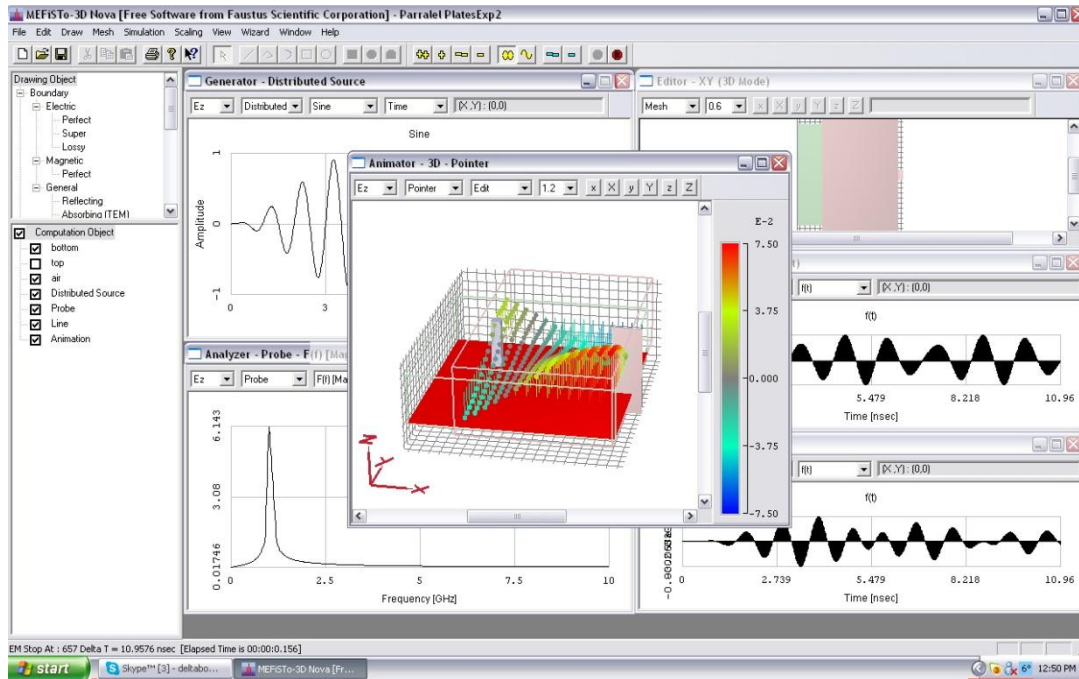 MEFiSTo-3D Nova [Free Software from Faustus Scientific Corporation] - Parralel PlatesExp2
File Edit Draw Mesh Simulation Scaling View Wizard Window Help
Drawing Object
Boundary
Electric
Perfect
Super
Lossy
Magnetic
Perfect
General
Reflecting
Absorbing (TEM)
Computation Object
bottom
top
air
Distributed Source
Probe
Line
Animation
Generator - Distributed Source
Ez Distributed Sine Time (X,Y) : (0,0)
Sine
Amplitude
1
0
-1
0 3
Editor - XY (3D Mode)
Mesh 0.6 x X y Y z Z
Animator - 3D - Pointer
Ez Pointer Edit 1.2 x X y Y z Z
E-2
7.50
3.75
0.000
-3.75
-7.50
Z
Y
X
f(t) (X,Y) : (0,0)
f(t)
5.479 8.218 10.96
Time [nsec]
Analyzer - Probe - F(f) [Ma
Ez Probe F(f) [Ma
6.143
3.08
0.01746
0 2.5 5 7.5 10
Frequency [GHz]
f(t) (X,Y) : (0,0)
f(t)
0 2.739 5.479 8.218 10.96
Time [nsec]
EM Stop At : 657 Delta T = 10.9576 nsec [Elapsed Time is 00:00:0.156]
start Skype™ [3] - deltabo... MEFiSTo-3D Nova [Fr... 6° 12:50 PM